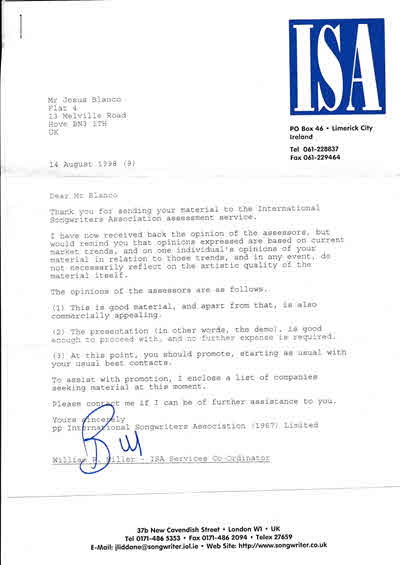 ISA
PO Box 46 • Limerick City
Ireland
Tel 061-228837
Fax 061-229464
Mr Jesus Blanco
Flat 4
13 Melville Road
Hove BN3 1TH
UK
14 August 1998 (9)
Dear Mr Blanco
Thank you for sending your material to the International
Songwriters Association assessment service.
I have now received back the opinion of the assessors, but
would remind you that opinions expressed are based on current
market trends, and on one individual's opinions of your
material in relation to those trends, and in any event, do
not necessarily reflect on the artistic quality of the
material itself.
The opinions of the assessors are as follows.
(1) This is good material, and apart from that, is also
commercially appealing.
(2) The presentation (in other words, the demo), is good
enough to proceed with, and no further expense is required.
(3) At this point, you should promote, starting as usual with
your usual best contacts.
To assist with promotion, I enclose a list of companies
seeking material at this moment.
Please contact me if I can be of further assistance to you.
Yours sincerely
pp International Songwriters Association (1967) Limited
Bill
William R. Miller - ISA Services Co-Ordinator
37b New Cavendish Street • London W1 • UK
Tel 0171-486 5353 • Fax 0171-486 2094 • Telex 27659
E-Mail: jliddane@songwriter.iol.ie • Web Site: http://www.songwriter.co.uk